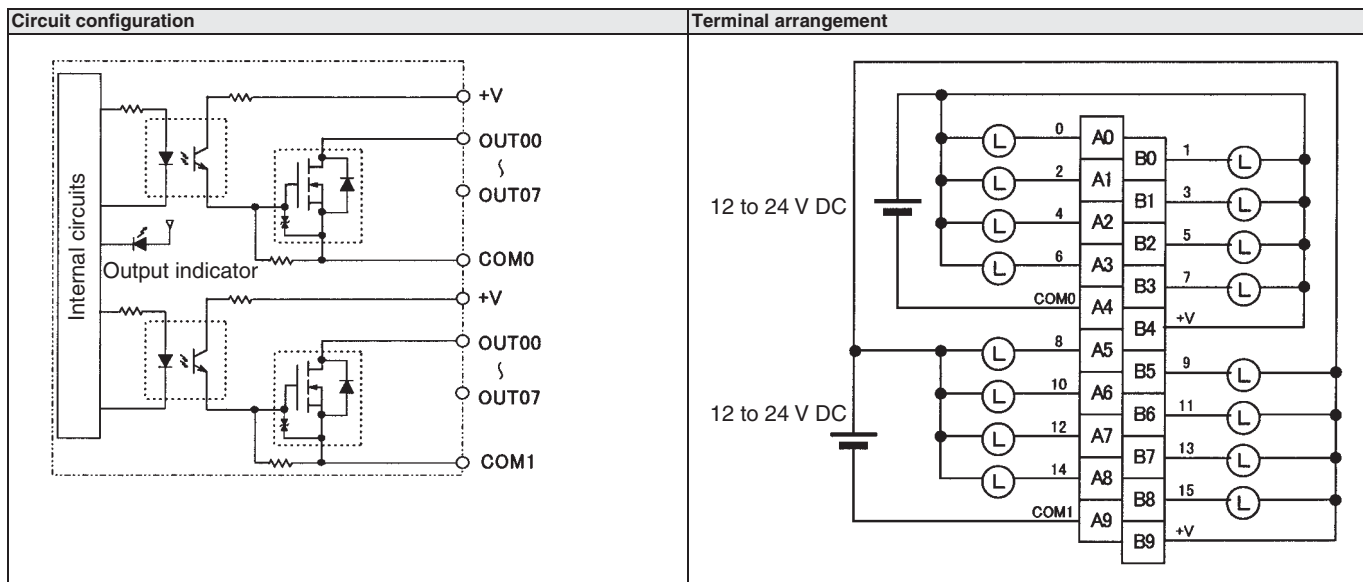 Circuit configuration
Terminal arrangement
Internal circuits
Output indicator
+V
OUT00
OUT07
COM0
+V
OUT00
OUT07
COM1
12 to 24 V DC
12 to 24 V DC
0 L A0
B0 1 L
2 L A1
B1 3 L
4 L A2
B2 5 L
6 L A3
B3 7 L
COM0 A4
B4 +V
8 L A5
B5 9 L
10 L A6
B6 11 L
12 L A7
B7 13 L
14 L A8
B8 15 L
COM1 A9
B9 +V